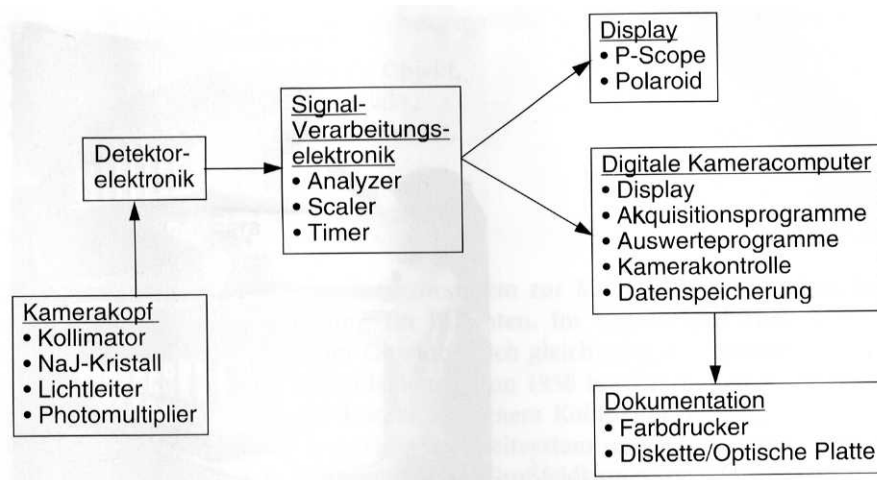 Display
• P-Scope
• Polaroid
Signal-
Verarbeitungs-
elektronik
• Analyzer
• Scaler
• Timer
Detektor-
elektronik
Digitale Kameracomputer
• Display
• Akquisitionsprogramme
• Auswerteprogramme
• Kamerakontrolle
• Datenspeicherung
Kamerakopf
• Kollimator
• NaJ-Kristall
• Lichtleiter
• Photomultiplier
Dokumentation
• Farbdrucker
• Diskette/Optische Platte